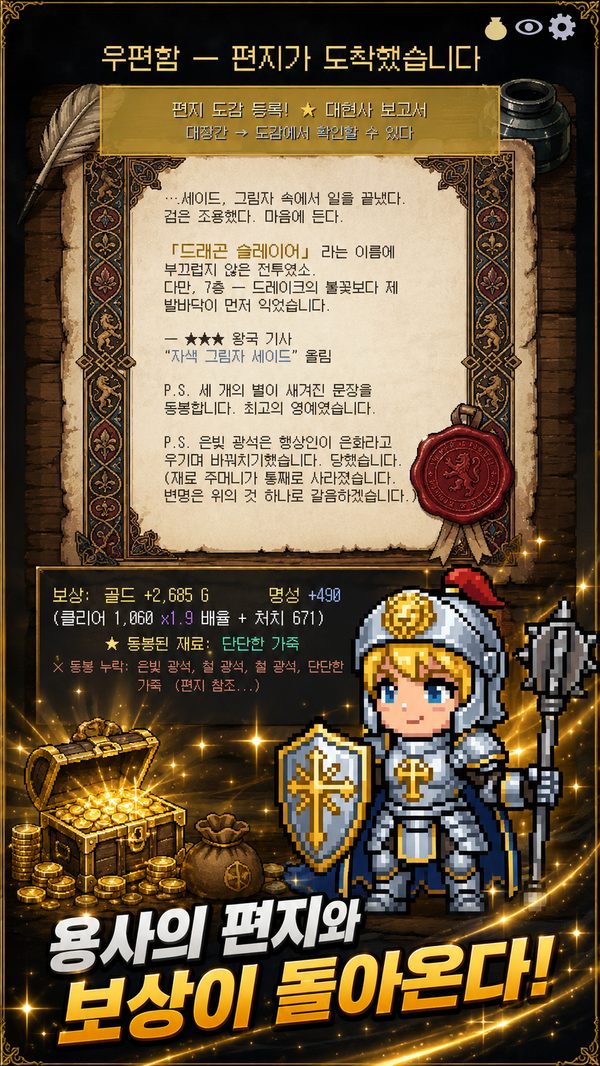 우편함 — 편지가 도착했습니다
편지 도감 등록! ★ 대현사 보고서
대장간 → 도감에서 확인할 수 있다
…세이드, 그림자 속에서 일을 끝냈다.
검은 조용했다. 마음에 든다.
「드래곤 슬레이어」 라는 이름에
부끄럽지 않은 전투였소.
다만, 7층 — 드레이크의 불꽃보다 제
발바닥이 먼저 익었습니다.
— ★★★ 왕국 기사
"자색 그림자 세이드" 올림
P.S. 세 개의 별이 새겨진 문장을
동봉합니다. 최고의 영예였습니다.
P.S. 은빛 광석은 행상인이 은화라고
우기며 바꿔치기했습니다. 당했습니다.
(재로 주머니가 통째로 사라졌습니다.
변명은 위의 것 하나로 갈음하겠습니다.)
보상: 골드 +2,685 G 명성 +490
(클리어 1,060 x1.9 배율 + 처치 671)
★ 동봉된 재료: 단단한 가죽
× 동봉 누락: 은빛 광석, 철 광석, 철 광석, 단단한
가죽 (편지 참조...)
용사의 편지와
보상이 돌아온다!